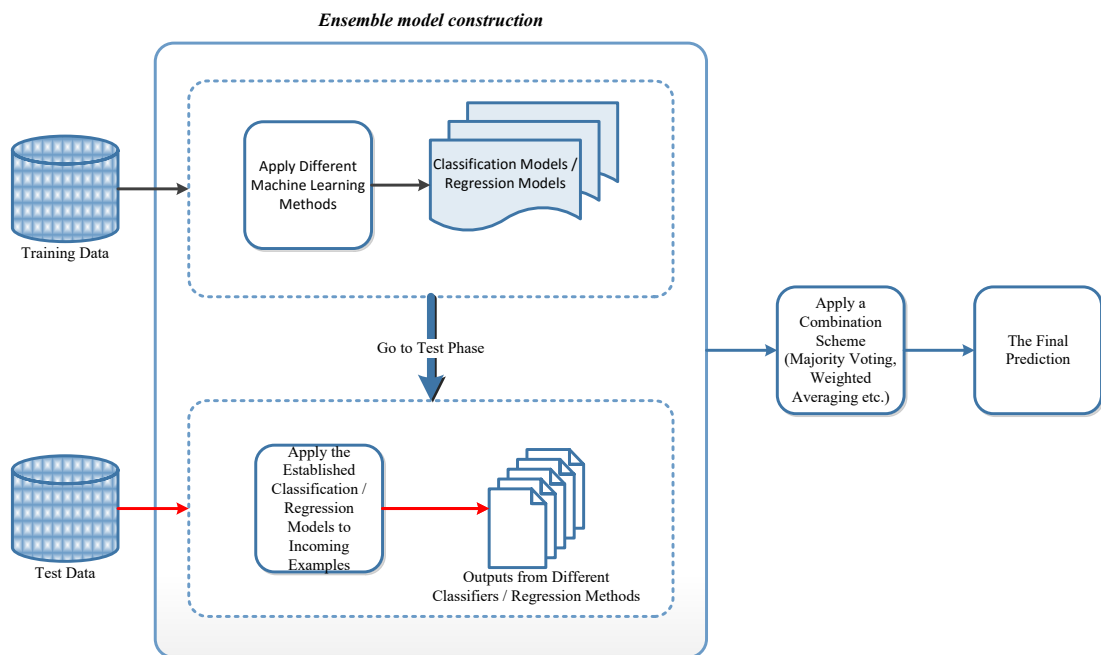 Ensemble model construction
Apply Different
Machine Learning
Methods
Classification Models /
Regression Models
Training Data
Go to Test Phase
Apply a
Combination
Scheme
(Majority Voting,
Weighted
Averaging etc.)
The Final
Prediction
Apply the
Established
Classification /
Regression
Models to
Incoming
Examples
Test Data
Outputs from Different
Classifiers / Regression Methods